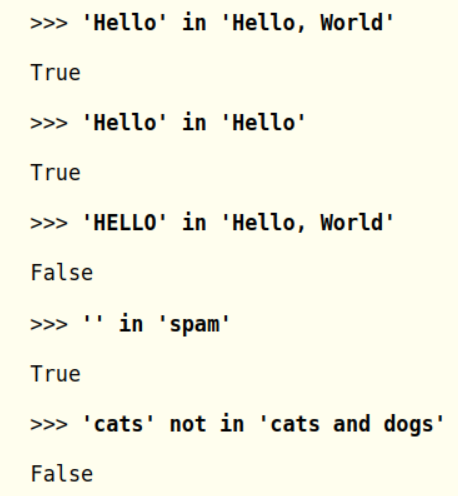 >>> 'Hello' in 'Hello, World'
True
>>> 'Hello' in 'Hello'
True
>>> 'HELLO' in 'Hello, World'
False
>>> '' in 'spam'
True
>>> 'cats' not in 'cats and dogs'
False